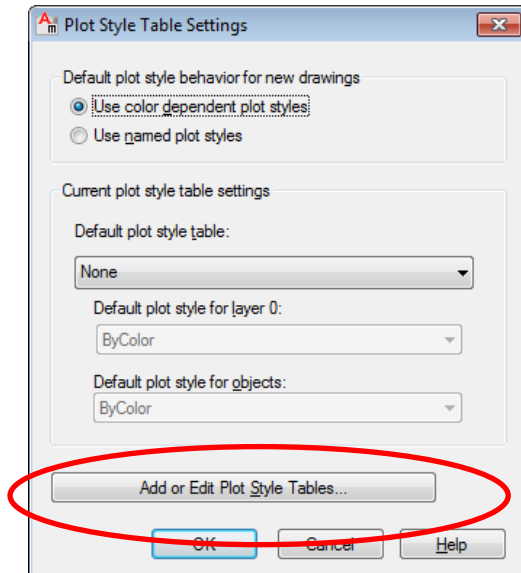 Plot Style Table Settings
Default plot style behavior for new drawings
Use color dependent plot styles
Use named plot styles
Current plot style table settings
Default plot style table:
None
Default plot style for layer 0:
ByColor
Default plot style for objects:
ByColor
Add or Edit Plot Style Tables...
OK Cancel Help